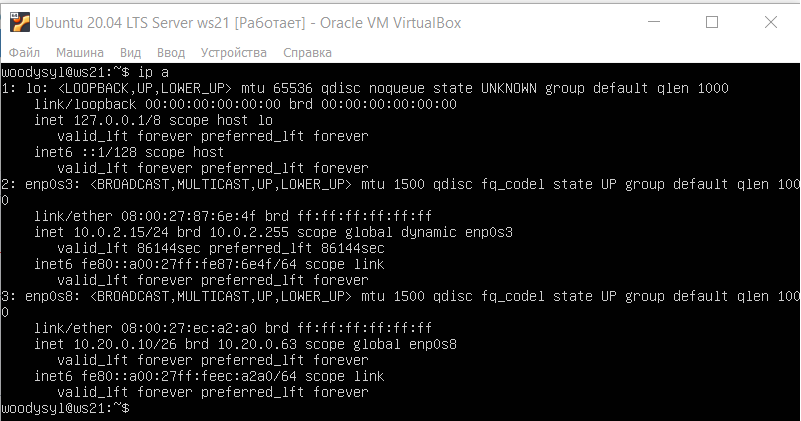 Ubuntu 20.04 LTS Server ws21 [Работает] - Oracle VM VirtualBox
Файл Машина Вид Ввод Устройства Справка
woodysyl@ws21:~$ ip a
1: lo: <LOOPBACK,UP,LOWER_UP> mtu 65536 qdisc noqueue state UNKNOWN group default qlen 1000
    link/loopback 00:00:00:00:00:00 brd 00:00:00:00:00:00
    inet 127.0.0.1/8 scope host lo
       valid_lft forever preferred_lft forever
    inet6 ::1/128 scope host
       valid_lft forever preferred_lft forever
2: enp0s3: <BROADCAST,MULTICAST,UP,LOWER_UP> mtu 1500 qdisc fq_codel state UP group default qlen 100
0
    link/ether 08:00:27:87:6e:4f brd ff:ff:ff:ff:ff:ff
    inet 10.0.2.15/24 brd 10.0.2.255 scope global dynamic enp0s3
       valid_lft 86144sec preferred_lft 86144sec
    inet6 fe80::a00:27ff:fe87:6e4f/64 scope link
       valid_lft forever preferred_lft forever
3: enp0s8: <BROADCAST,MULTICAST,UP,LOWER_UP> mtu 1500 qdisc fq_codel state UP group default qlen 100
0
    link/ether 08:00:27:ec:a2:a0 brd ff:ff:ff:ff:ff:ff
    inet 10.20.0.10/26 brd 10.20.0.63 scope global enp0s8
       valid_lft forever preferred_lft forever
    inet6 fe80::a00:27ff:feec:a2a0/64 scope link
       valid_lft forever preferred_lft forever
woodysyl@ws21:~$